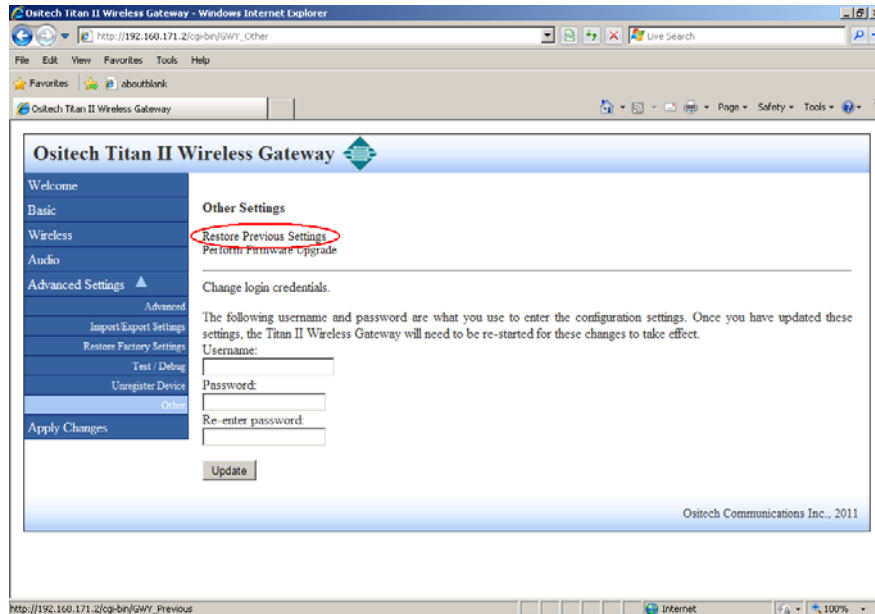 Ositech Titan II Wireless Gateway - Windows Internet Explorer
http://192.168.171.2/cgi-bin/GWY_Other
Live Search
File Edit View Favorites Tools Help
Favorites about:blank
Ositech Titan II Wireless Gateway
Page Safety Tools
Ositech Titan II Wireless Gateway
Welcome
Basic
Wireless
Audio
Advanced Settings
Advanced
Import/Export Settings
Restore Factory Settings
Test / Debug
Unregister Device
Other
Apply Changes
Other Settings
Restore Previous Settings
Perform Firmware Upgrade
Change login credentials.
The following username and password are what you use to enter the configuration settings. Once you have updated these
settings, the Titan II Wireless Gateway will need to be re-started for these changes to take effect.
Username:
Password:
Re-enter password:
Update
Ositech Communications Inc., 2011
http://192.168.171.2/cgi-bin/GWY_Previous
Internet
100%